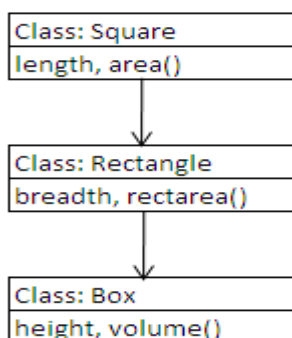 Class: Square
length, area()
Class: Rectangle
breadth, rectarea()
Class: Box
height, volume()